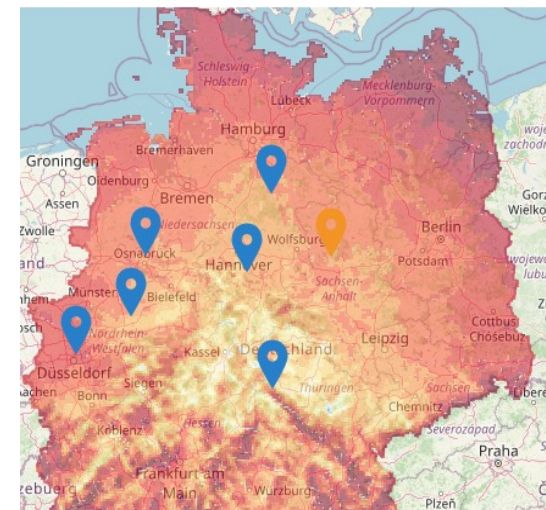 Schleswig-
Holstein
Lübeck
Mecklenburg-
Vorpommern
Hamburg
Bremerhaven
Groningen
Oldenburg
Assen
Bremen
Niedersachsen
Zwolle
Osnabrück
Wolfsburg
Berlin
Hannover
Potsdam
Sachsen-
Anhalt
Münster
Bielefeld
Cottbus
Chóśebuz
Nordrhein-
Westfalen
Kassel
Deutschland
Leipzig
Düsseldorf
Siegen
Thüringen
Sachsen
Bonn
Chemnitz
Koblenz
Hessen
Severozápad
Praha
Frankfurt am
Main
Würzburg
Plzeň